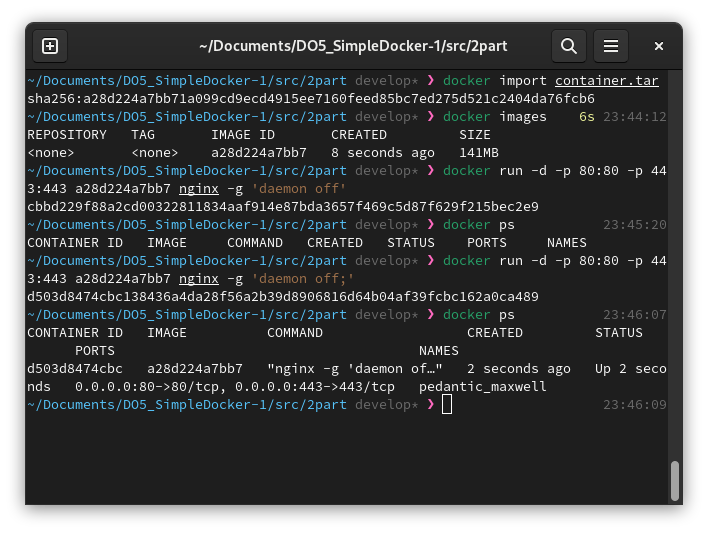 ~/Documents/DO5_SimpleDocker-1/src/2part
~/Documents/DO5_SimpleDocker-1/src/2part develop* ❯ docker import container.tar
sha256:a28d224a7bb71a099cd9ecd4915ee7160feed85bc7ed275d521c2404da76fcb6
~/Documents/DO5_SimpleDocker-1/src/2part develop* ❯ docker images    6s 23:44:12
REPOSITORY   TAG       IMAGE ID       CREATED         SIZE
<none>       <none>    a28d224a7bb7   8 seconds ago   141MB
~/Documents/DO5_SimpleDocker-1/src/2part develop* ❯ docker run -d -p 80:80 -p 44
3:443 a28d224a7bb7 nginx -g 'daemon off'
cbbd229f88a2cd00322811834aaf914e87bda3657f469c5d87f629f215bec2e9
~/Documents/DO5_SimpleDocker-1/src/2part develop* ❯ docker ps           23:45:20
CONTAINER ID   IMAGE     COMMAND   CREATED   STATUS    PORTS     NAMES
~/Documents/DO5_SimpleDocker-1/src/2part develop* ❯ docker run -d -p 80:80 -p 44
3:443 a28d224a7bb7 nginx -g 'daemon off;'
d503d8474cbc138436a4da28f56a2b39d8906816d64b04af39fcbc162a0ca489
~/Documents/DO5_SimpleDocker-1/src/2part develop* ❯ docker ps           23:46:07
CONTAINER ID   IMAGE          COMMAND                  CREATED         STATUS
      PORTS                                      NAMES
d503d8474cbc   a28d224a7bb7   "nginx -g 'daemon of…"   2 seconds ago   Up 2 seco
nds   0.0.0.0:80->80/tcp, 0.0.0.0:443->443/tcp   pedantic_maxwell
~/Documents/DO5_SimpleDocker-1/src/2part develop* ❯                     23:46:09